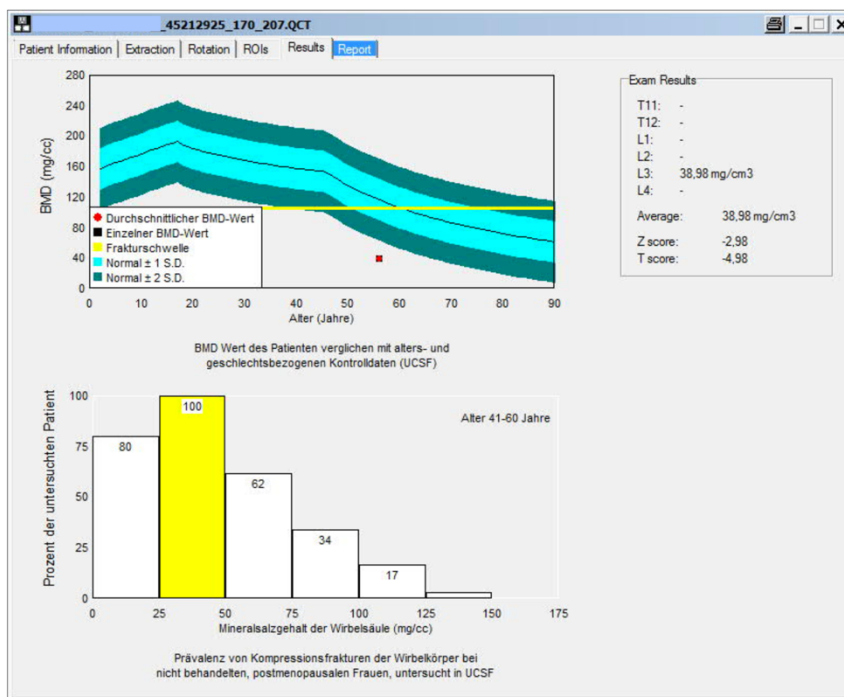 _45212925_170_207.QCT
Patient Information Extraction Rotation ROIs Results Report
280
240
200
160
120
80
40
0
BMD (mg/cc)
Durchschnittlicher BMD-Wert
Einzelner BMD-Wert
Frakturschwelle
Normal ± 1 S.D.
Normal ± 2 S.D.
0 10 20 30 40 50 60 70 80 90
Alter (Jahre)
BMD Wert des Patienten verglichen mit alters- und
geschlechtsbezogenen Kontrolldaten (UCSF)
Exam Results
T11: -
T12: -
L1: -
L2: -
L3: 38,98 mg/cm3
L4: -
Average: 38,98 mg/cm3
Z score: -2,98
T score: -4,98
100
75
50
25
0
Prozent der untersuchten Patient
Alter 41-60 Jahre
80
100
62
34
17
0 25 50 75 100 125 150 175
Mineralsalzgehalt der Wirbelsäule (mg/cc)
Prävalenz von Kompressionsfrakturen der Wirbelkörper bei
nicht behandelten, postmenopausalen Frauen, untersucht in UCSF